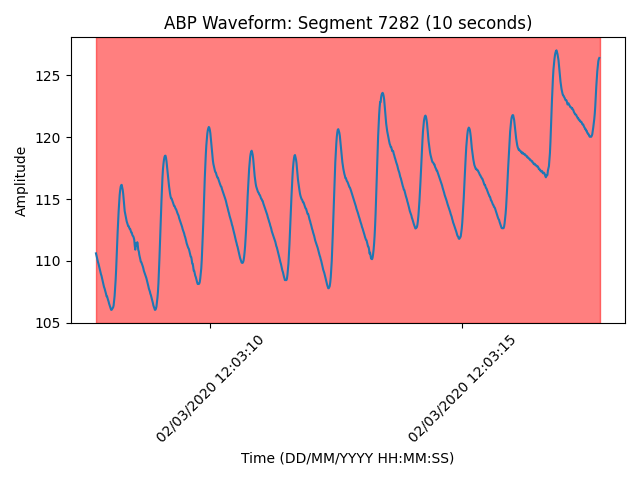 ABP Waveform: Segment 7282 (10 seconds)
125
120
115
110
105
Amplitude
02/03/2020 12:03:10
02/03/2020 12:03:15
Time (DD/MM/YYYY HH:MM:SS)